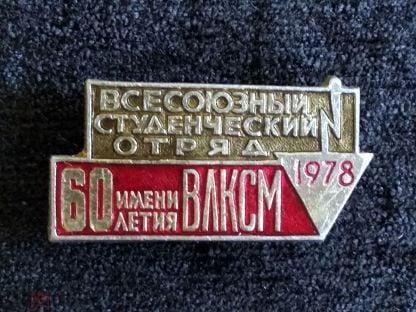 ВСЕСОЮЗНЫЙ
СТУДЕНЧЕСКИЙ
ОТРЯД
60 ИМЕНИ ЛЕТИЯ ВЛКСМ 1978